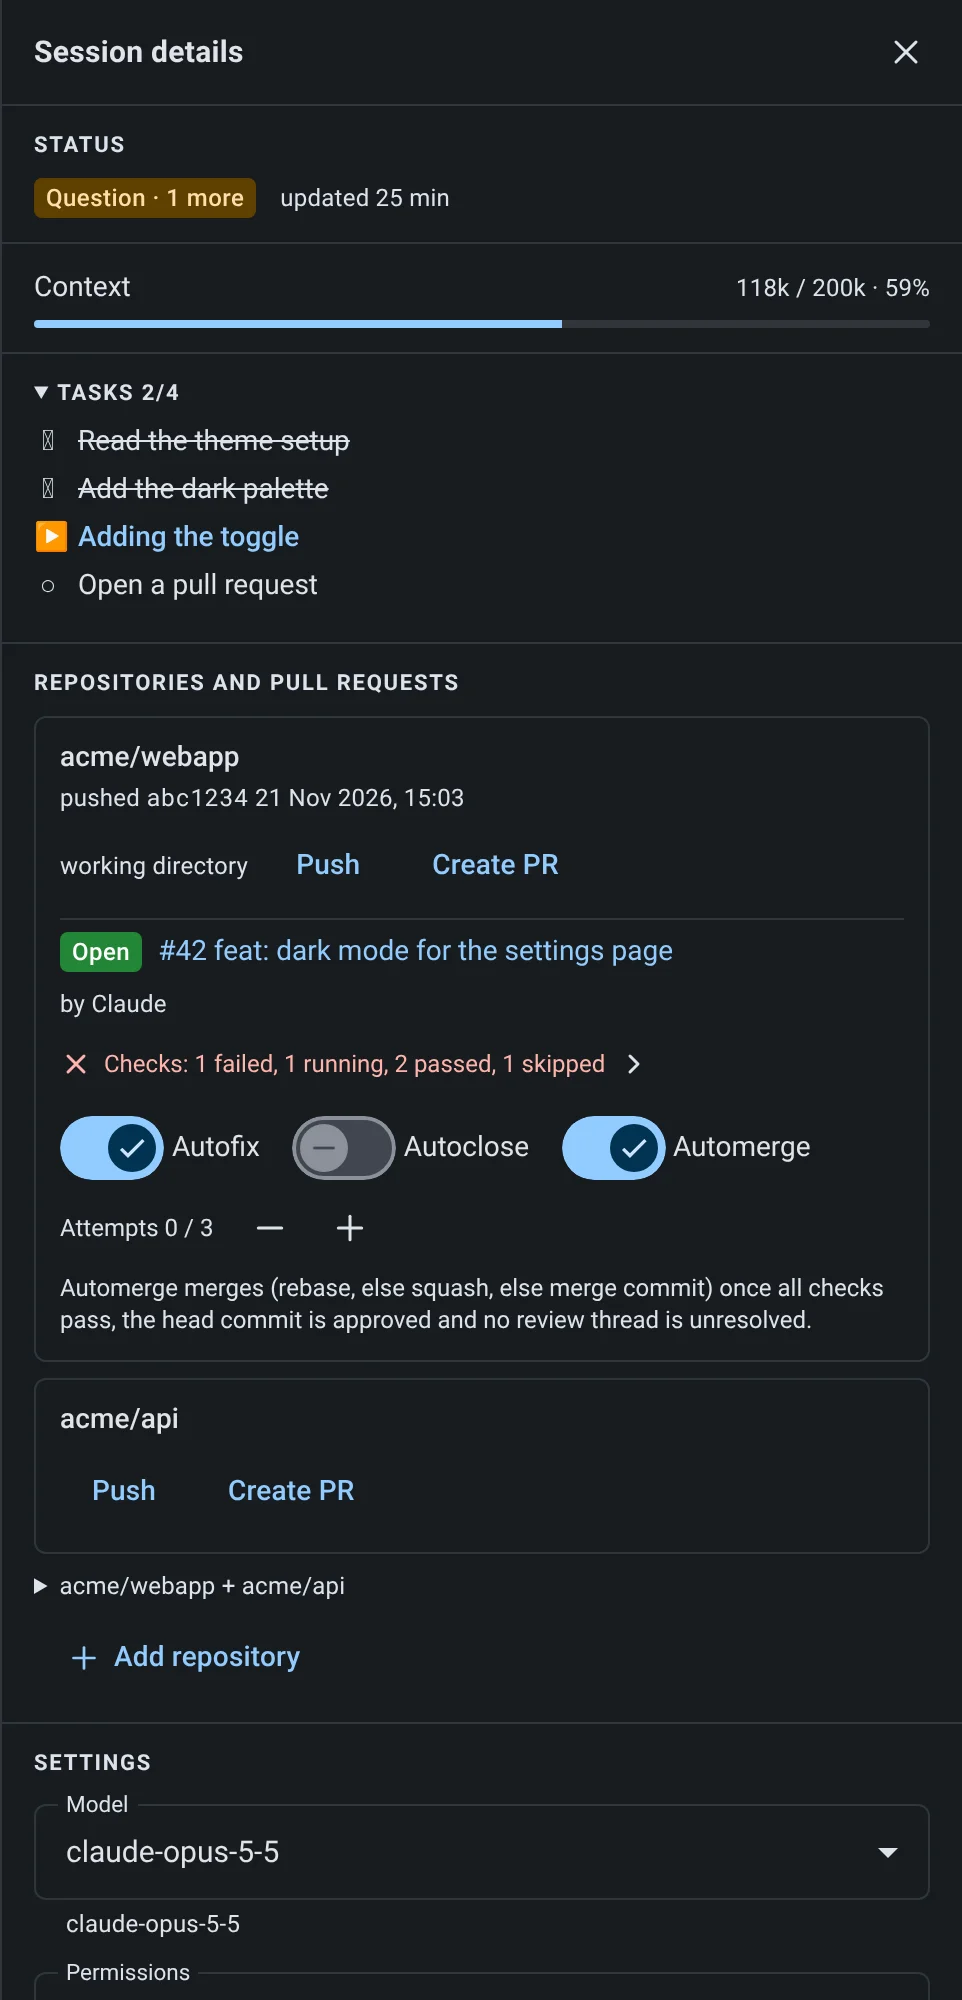 Session details
STATUS
Question · 1 more updated 25 min
Context 118k / 200k · 59%
▼ TASKS 2/4
Read the theme setup
Add the dark palette
▶️ Adding the toggle
○ Open a pull request
REPOSITORIES AND PULL REQUESTS
acme/webapp
pushed abc1234 21 Nov 2026, 15:03
working directory Push Create PR
Open #42 feat: dark mode for the settings page
by Claude
Checks: 1 failed, 1 running, 2 passed, 1 skipped
Autofix Autoclose Automerge
Attempts 0 / 3
Automerge merges (rebase, else squash, else merge commit) once all checks
pass, the head commit is approved and no review thread is unresolved.
acme/api
Push Create PR
▶ acme/webapp + acme/api
+ Add repository
SETTINGS
Model
claude-opus-5-5
claude-opus-5-5
Permissions